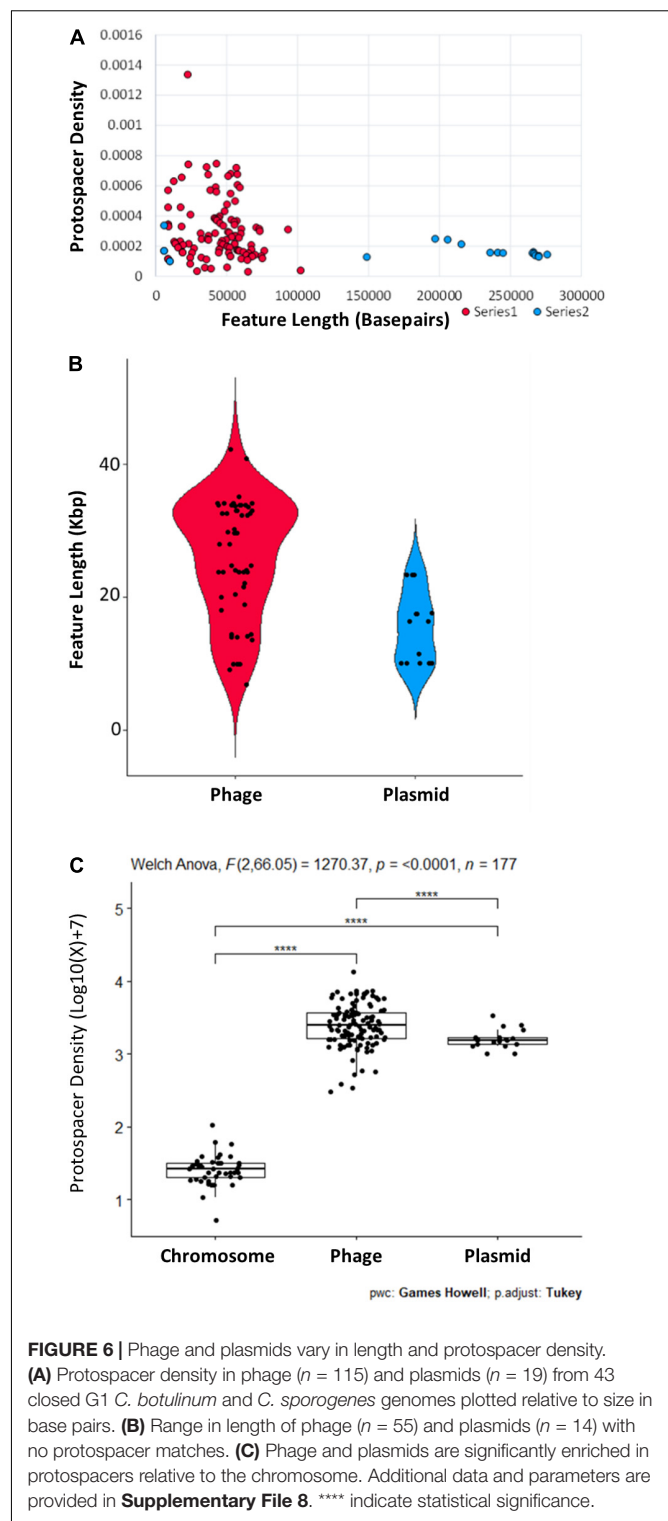 A
0.0016
0.0014
0.0012
0.001
0.0008
0.0006
0.0004
0.0002
0
Protospacer Density
0 50000 100000 150000 200000 250000 300000
Feature Length (Basepairs)
Series1 Series2
B
40
20
0
Feature Length (Kbp)
Phage Plasmid
C
Welch Anova, F(2,66.05) = 1270.37, p = <0.0001, n = 177
5
4
3
2
1
Protospacer Density (Log10(X)+7)
****
****
****
Chromosome Phage Plasmid
pwc: Games Howell; p.adjust: Tukey
FIGURE 6 | Phage and plasmids vary in length and protospacer density.
(A) Protospacer density in phage (n = 115) and plasmids (n = 19) from 43
closed G1 C. botulinum and C. sporogenes genomes plotted relative to size in
base pairs. (B) Range in length of phage (n = 55) and plasmids (n = 14) with
no protospacer matches. (C) Phage and plasmids are significantly enriched in
protospacers relative to the chromosome. Additional data and parameters are
provided in Supplementary File 8. **** indicate statistical significance.